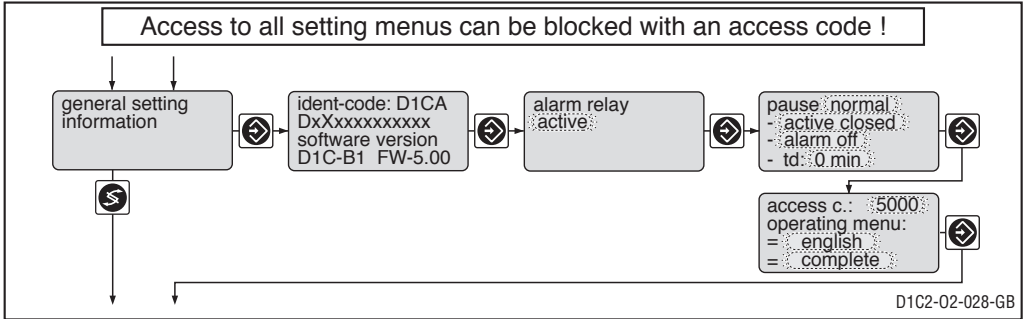 Access to all setting menus can be blocked with an access code !
general setting
information
ident-code: D1CA
DxXxxxxxxxxx
software version
D1C-B1 FW-5.00
alarm relay
active
pause normal
- active closed
- alarm off
- td: 0 min
access c.: 5000
operating menu:
= english
= complete
D1C2-O2-028-GB